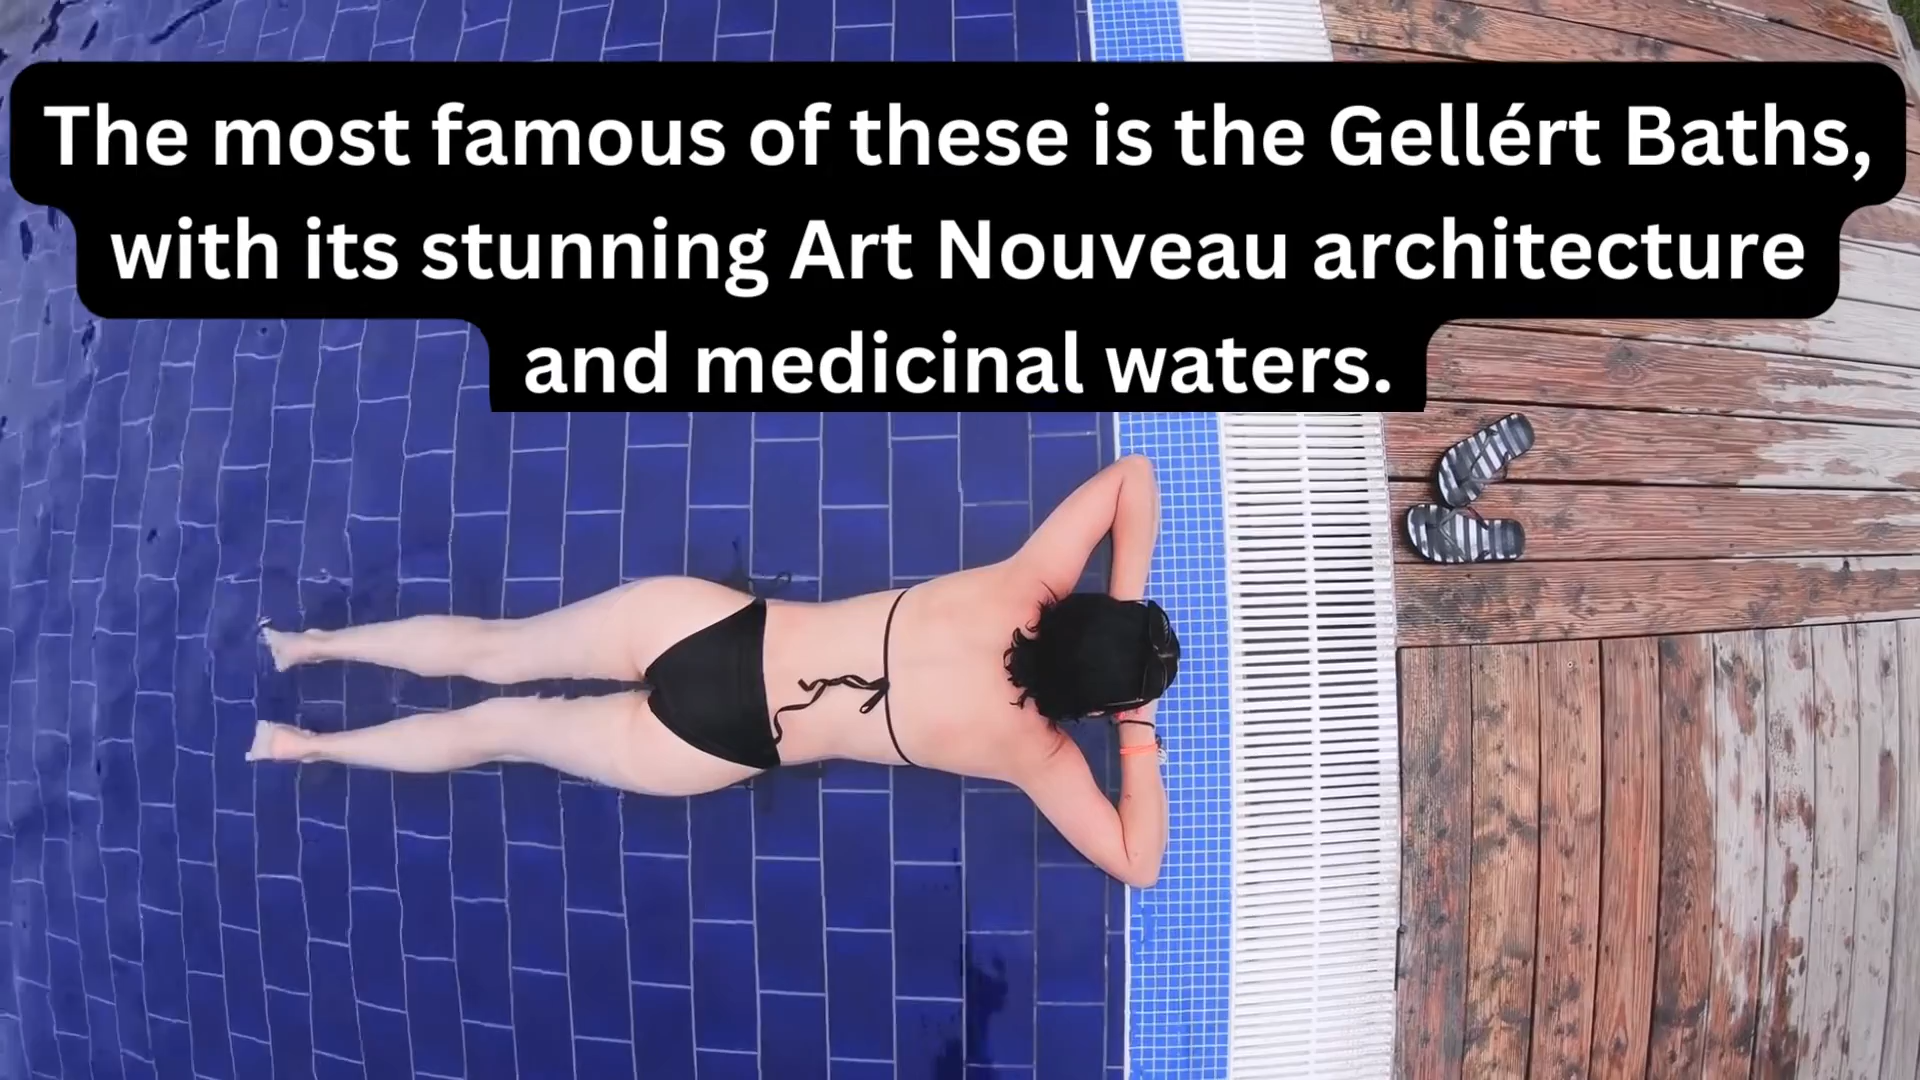 The most famous of these is the Gellért Baths,
with its stunning Art Nouveau architecture
and medicinal waters.